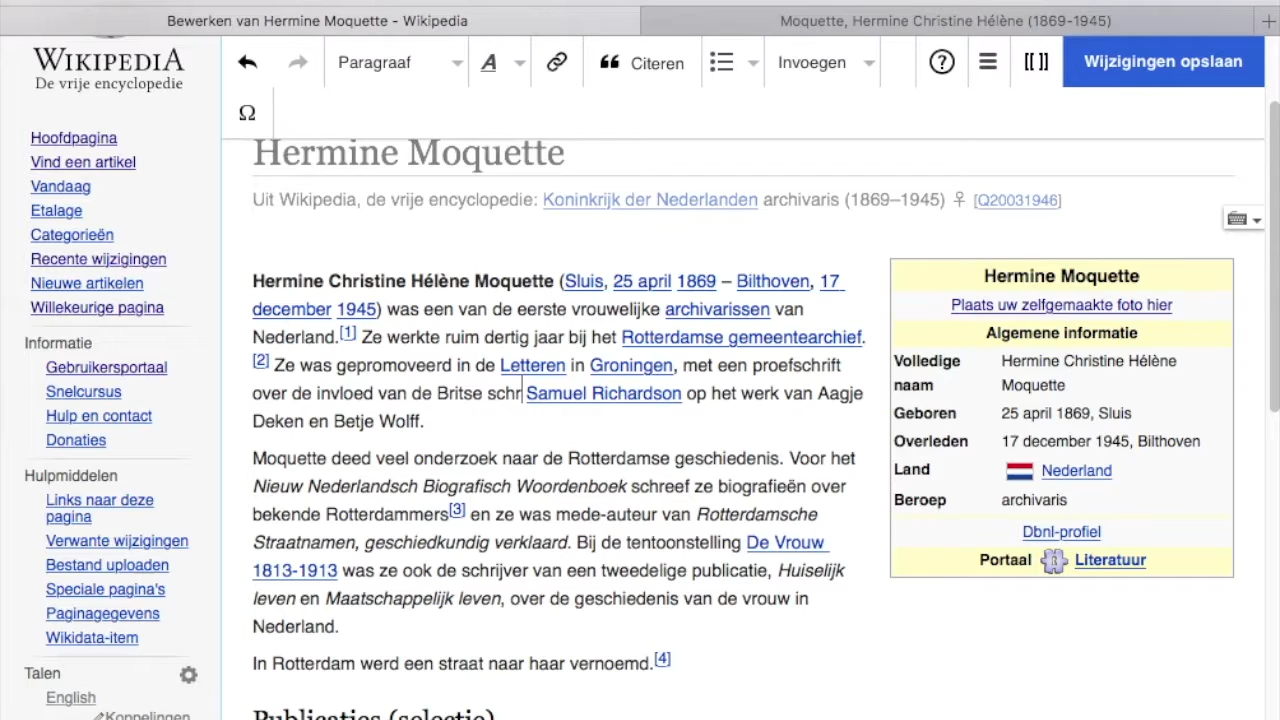 Bewerken van Hermine Moquette - Wikipedia
Moquette, Hermine Christine Hélène (1869-1945)
WIKIPEDIA
De vrije encyclopedie
Paragraaf
A
Citeren
Invoegen
Wijzigingen opslaan
Ω
Hoofdpagina
Vind een artikel
Vandaag
Etalage
Categorieën
Recente wijzigingen
Nieuwe artikelen
Willekeurige pagina
Informatie
Gebruikersportaal
Snelcursus
Hulp en contact
Donaties
Hulpmiddelen
Links naar deze
pagina
Verwante wijzigingen
Bestand uploaden
Speciale pagina's
Paginagegevens
Wikidata-item
Talen
English
Koppelingen
Hermine Moquette
Uit Wikipedia, de vrije encyclopedie: Koninkrijk der Nederlanden archivaris (1869–1945) ♀ [Q20031946]
Hermine Christine Hélène Moquette (Sluis, 25 april 1869 – Bilthoven, 17
december 1945) was een van de eerste vrouwelijke archivarissen van
Nederland.[1] Ze werkte ruim dertig jaar bij het Rotterdamse gemeentearchief.
[2] Ze was gepromoveerd in de Letteren in Groningen, met een proefschrift
over de invloed van de Britse schr Samuel Richardson op het werk van Aagje
Deken en Betje Wolff.
Moquette deed veel onderzoek naar de Rotterdamse geschiedenis. Voor het
Nieuw Nederlandsch Biografisch Woordenboek schreef ze biografieën over
bekende Rotterdammers[3] en ze was mede-auteur van Rotterdamsche
Straatnamen, geschiedkundig verklaard. Bij de tentoonstelling De Vrouw
1813-1913 was ze ook de schrijver van een tweedelige publicatie, Huiselijk
leven en Maatschappelijk leven, over de geschiedenis van de vrouw in
Nederland.
In Rotterdam werd een straat naar haar vernoemd.[4]
Publicaties (selectie)
Hermine Moquette
Plaats uw zelfgemaakte foto hier
Algemene informatie
Volledige naam Hermine Christine Hélène Moquette
Geboren 25 april 1869, Sluis
Overleden 17 december 1945, Bilthoven
Land Nederland
Beroep archivaris
Dbnl-profiel
Portaal Literatuur